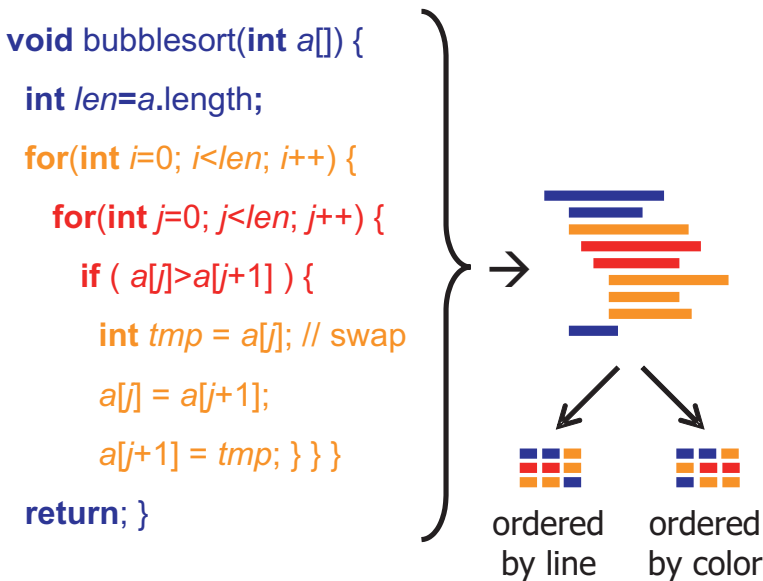 void bubblesort(int a[]) {
int len=a.length;
for(int i=0; i<len; i++) {
for(int j=0; j<len; j++) {
if ( a[j]>a[j+1] ) {
int tmp = a[j]; // swap
a[j] = a[j+1];
a[j+1] = tmp; } } }
return; }
ordered
by line
ordered
by color